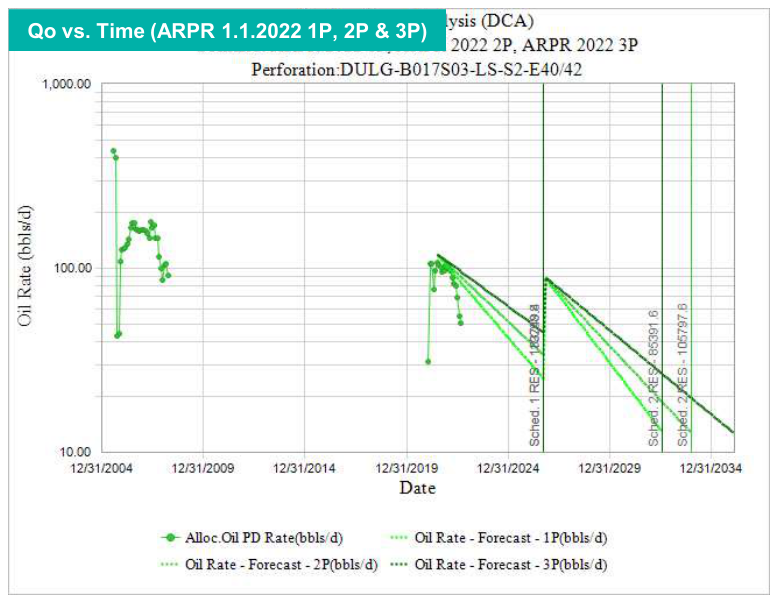 Qo vs. Time (ARPR 1.1.2022 1P, 2P & 3P)
ysis (DCA)
2022 2P, ARPR 2022 3P
Perforation:DULG-B017S03-LS-S2-E40/42
1,000.00
100.00
10.00
Oil Rate (bbls/d)
Sched. 1 RES -
Sched. 2 RES - 85391.6
Sched. 2 RES - 105797.6
12/31/2004
12/31/2009
12/31/2014
12/31/2019
12/31/2024
12/31/2029
12/31/2034
Date
Alloc.Oil PD Rate(bbls/d)
Oil Rate - Forecast - 1P(bbls/d)
Oil Rate - Forecast - 2P(bbls/d)
Oil Rate - Forecast - 3P(bbls/d)